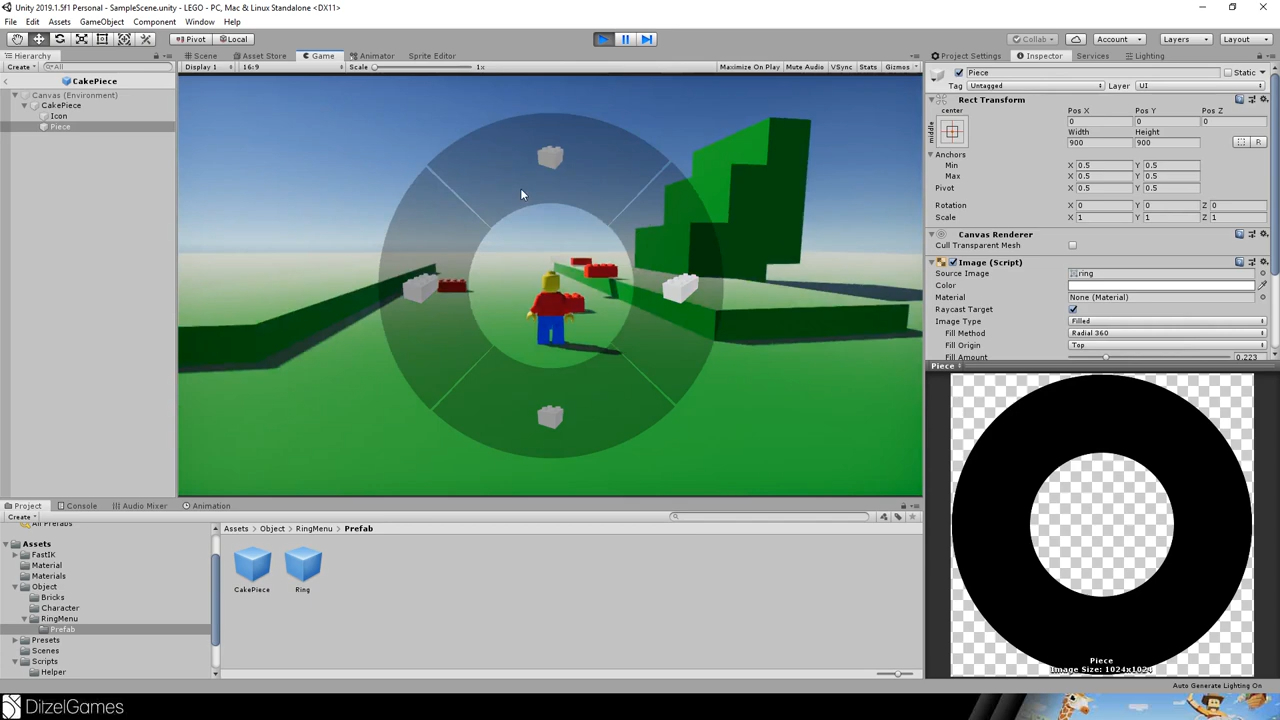 Unity 2019.1.5f1 Personal - SampleScene.unity - LEGO - PC, Mac & Linux Standalone <DX11>
File Edit Assets GameObject Component Window Help
Pivot Local Collab Account Layers Layout
Hierarchy Scene Asset Store Game Animator Sprite Editor Project Settings Inspector Services Lighting
Create All Display 1 16:9 Scale 1x Maximize On Play Mute Audio VSync Stats Gizmos
CakePiece
Canvas (Environment)
CakePiece
Icon
Piece
Piece Static
Tag Untagged Layer UI
Rect Transform
center Pos X Pos Y Pos Z
middle 0 0 0
Width Height
900 900 R
Anchors
Min X 0.5 Y 0.5
Max X 0.5 Y 0.5
Pivot X 0.5 Y 0.5
Rotation X 0 Y 0 Z 0
Scale X 1 Y 1 Z 1
Canvas Renderer
Cull Transparent Mesh
Image (Script)
Source Image ring
Color
Material None (Material)
Raycast Target
Image Type Filled
Fill Method Radial 360
Fill Origin Top
Fill Amount 0.223
Piece
Piece
Image Size: 1024x1024
Project Console Audio Mixer Animation
Create
All Prefabs
Assets
FastIK
Material
Materials
Object
Bricks
Character
RingMenu
Prefab
Presets
Scenes
Scripts
Helper
Assets Object RingMenu Prefab
CakePiece Ring
Auto Generate Lighting On
DitzelGames